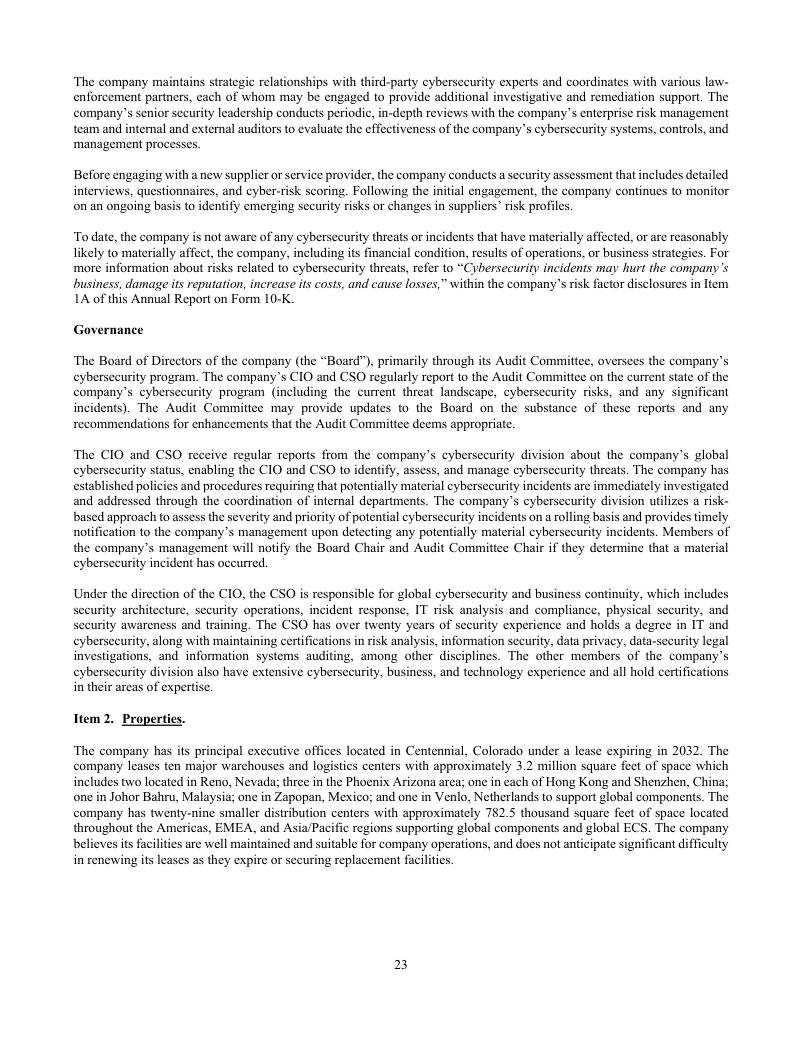 The company maintains strategic relationships with third-party cybersecurity experts and coordinates with various law-
enforcement partners, each of whom may be engaged to provide additional investigative and remediation support. The
company’s senior security leadership conducts periodic, in-depth reviews with the company’s enterprise risk management
team and internal and external auditors to evaluate the effectiveness of the company’s cybersecurity systems, controls, and
management processes.
Before engaging with a new supplier or service provider, the company conducts a security assessment that includes detailed
interviews, questionnaires, and cyber-risk scoring. Following the initial engagement, the company continues to monitor
on an ongoing basis to identify emerging security risks or changes in suppliers’ risk profiles.
To date, the company is not aware of any cybersecurity threats or incidents that have materially affected, or are reasonably
likely to materially affect, the company, including its financial condition, results of operations, or business strategies. For
more information about risks related to cybersecurity threats, refer to “Cybersecurity incidents may hurt the company’s
business, damage its reputation, increase its costs, and cause losses,” within the company’s risk factor disclosures in Item
1A of this Annual Report on Form 10-K.
Governance
The Board of Directors of the company (the “Board”), primarily through its Audit Committee, oversees the company’s
cybersecurity program. The company’s CIO and CSO regularly report to the Audit Committee on the current state of the
company’s cybersecurity program (including the current threat landscape, cybersecurity risks, and any significant
incidents). The Audit Committee may provide updates to the Board on the substance of these reports and any
recommendations for enhancements that the Audit Committee deems appropriate.
The CIO and CSO receive regular reports from the company’s cybersecurity division about the company’s global
cybersecurity status, enabling the CIO and CSO to identify, assess, and manage cybersecurity threats. The company has
established policies and procedures requiring that potentially material cybersecurity incidents are immediately investigated
and addressed through the coordination of internal departments. The company’s cybersecurity division utilizes a risk-
based approach to assess the severity and priority of potential cybersecurity incidents on a rolling basis and provides timely
notification to the company’s management upon detecting any potentially material cybersecurity incidents. Members of
the company’s management will notify the Board Chair and Audit Committee Chair if they determine that a material
cybersecurity incident has occurred.
Under the direction of the CIO, the CSO is responsible for global cybersecurity and business continuity, which includes
security architecture, security operations, incident response, IT risk analysis and compliance, physical security, and
security awareness and training. The CSO has over twenty years of security experience and holds a degree in IT and
cybersecurity, along with maintaining certifications in risk analysis, information security, data privacy, data-security legal
investigations, and information systems auditing, among other disciplines. The other members of the company’s
cybersecurity division also have extensive cybersecurity, business, and technology experience and all hold certifications
in their areas of expertise.
Item 2. Properties.
The company has its principal executive offices located in Centennial, Colorado under a lease expiring in 2032. The
company leases ten major warehouses and logistics centers with approximately 3.2 million square feet of space which
includes two located in Reno, Nevada; three in the Phoenix Arizona area; one in each of Hong Kong and Shenzhen, China;
one in Johor Bahru, Malaysia; one in Zapopan, Mexico; and one in Venlo, Netherlands to support global components. The
company has twenty-nine smaller distribution centers with approximately 782.5 thousand square feet of space located
throughout the Americas, EMEA, and Asia/Pacific regions supporting global components and global ECS. The company
believes its facilities are well maintained and suitable for company operations, and does not anticipate significant difficulty
in renewing its leases as they expire or securing replacement facilities.
23